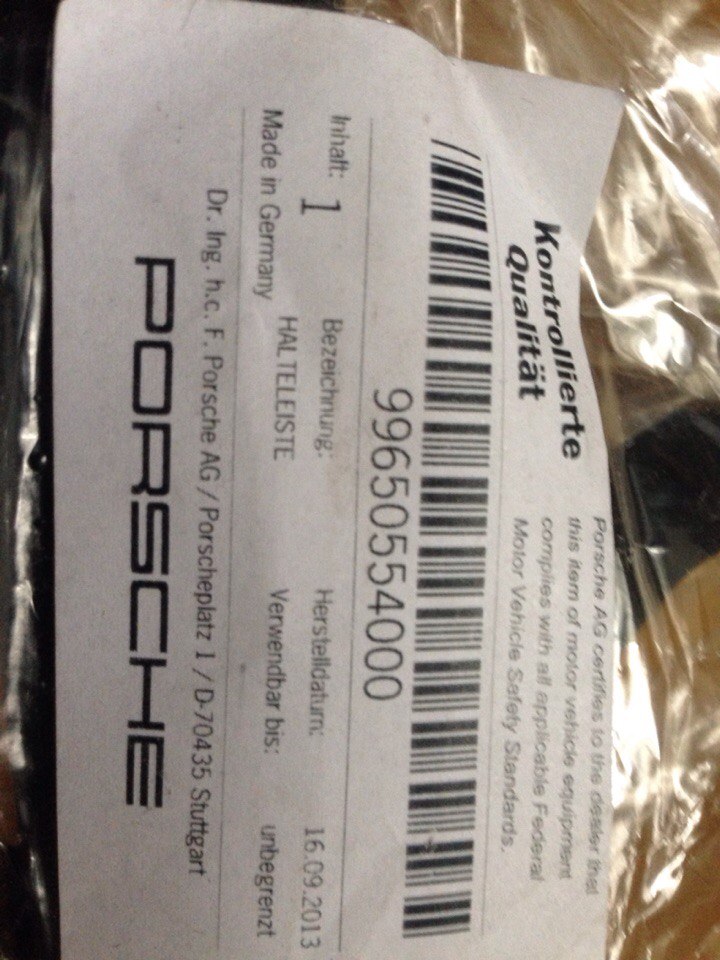 Kontrollierte
Qualität
Porsche AG certifies to the dealer that
this item of motor vehicle equipment
complies with all applicable Federal
Motor Vehicle Safety Standards.
99650554000
Inhalt: 1 Bezeichnung: Herstelldatum: 16.09.2013
Made in Germany HALTELEISTE Verwendbar bis: unbegrenzt
Dr. Ing. h.c. F. Porsche AG / Porscheplatz 1 / D-70435 Stuttgart
PORSCHE